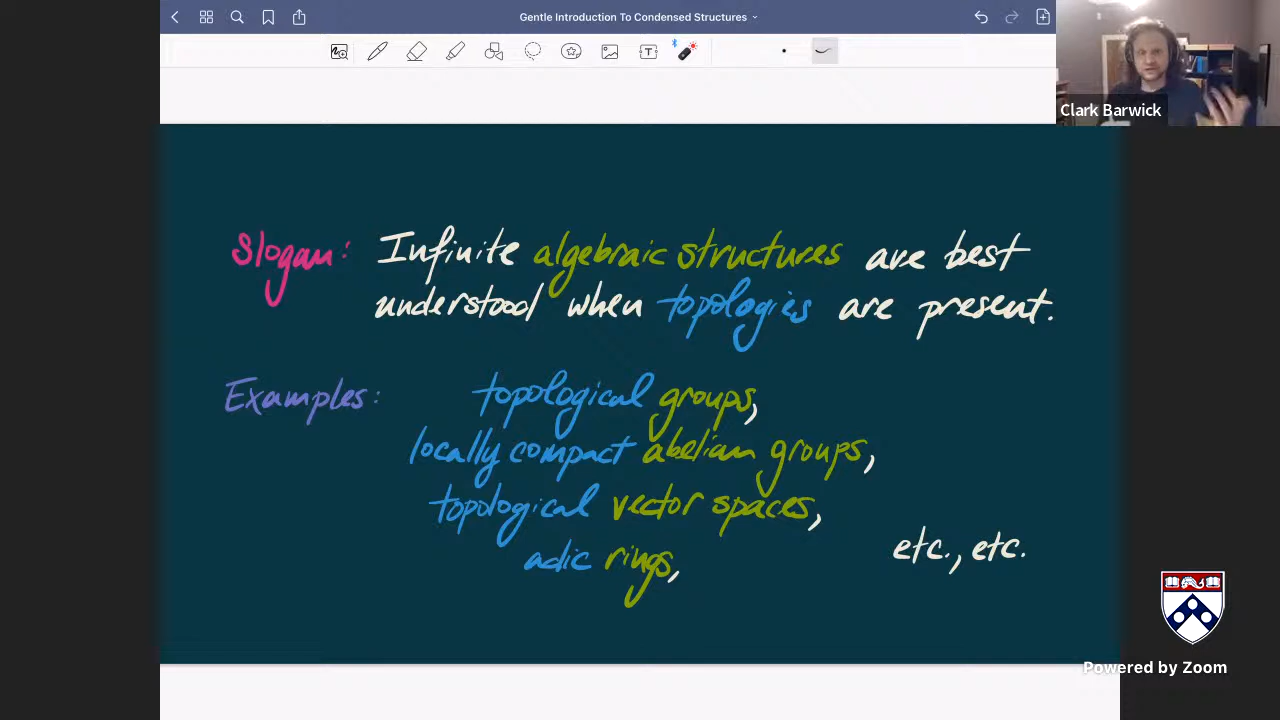 Gentle Introduction To Condensed Structures
Clark Barwick
Slogan: Infinite algebraic structures are best
understood when topologies are present.
Examples: topological groups,
locally compact abelian groups,
topological vector spaces,
adic rings,
etc., etc.
Powered by Zoom